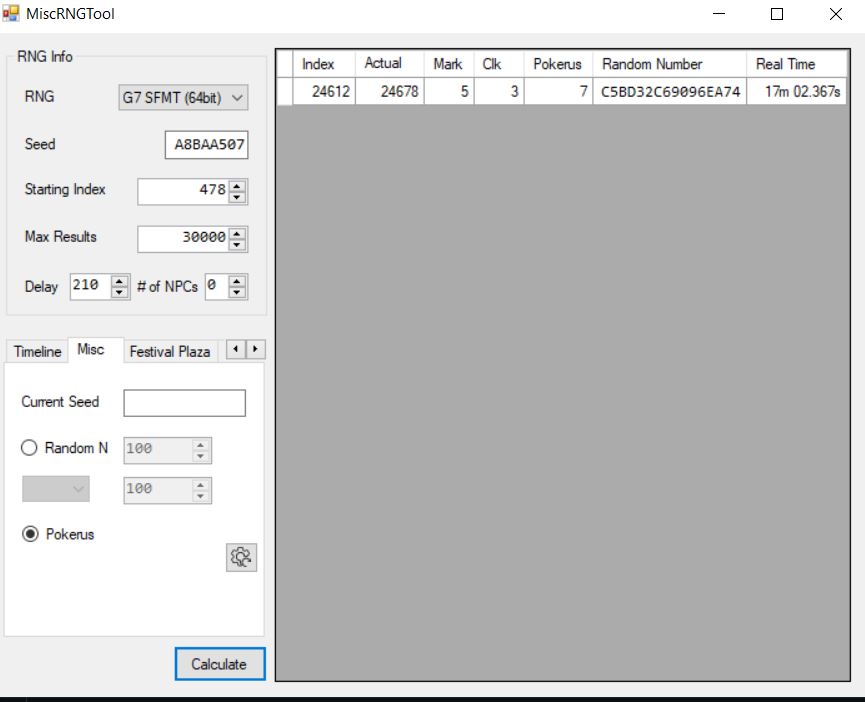 MiscRNGTool
RNG Info
RNG G7 SFMT (64bit)
Seed A8BAA507
Starting Index 478
Max Results 30000
Delay 210 # of NPCs 0
Timeline Misc Festival Plaza
Current Seed
Random N 100
100
Pokerus
Calculate
Index Actual Mark Clk Pokerus Random Number Real Time
24612 24678 5 3 7 C5BD32C69096EA74 17m 02.367s